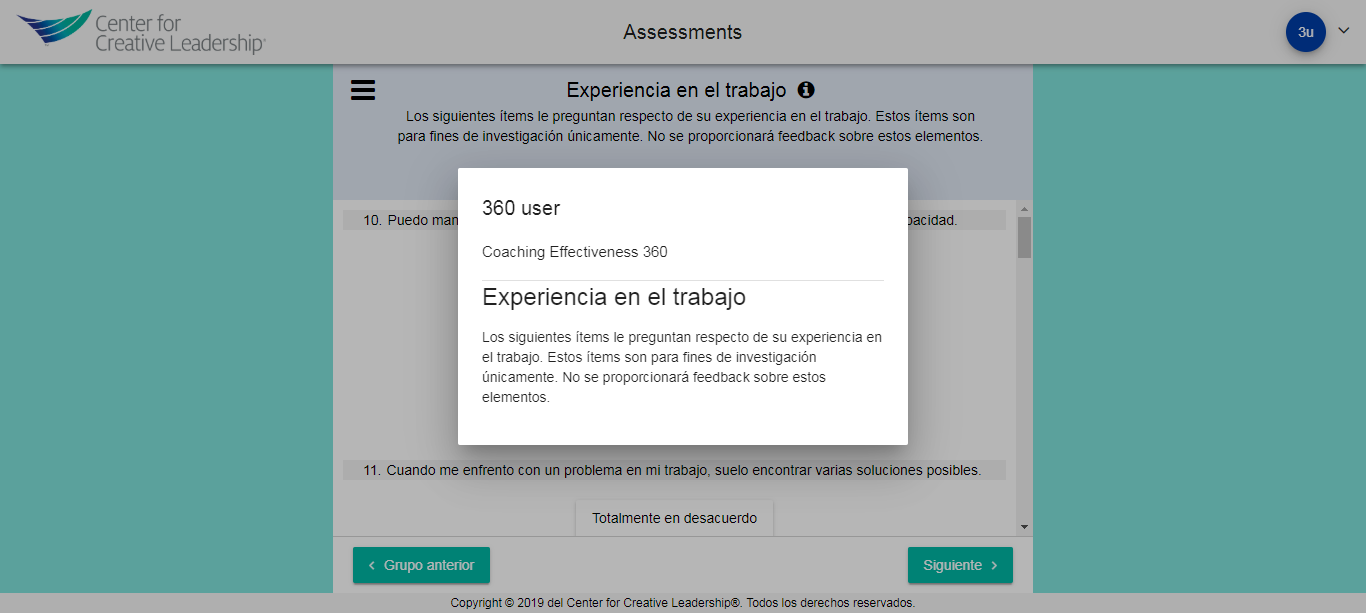 Center for
Creative Leadership®
Assessments
3u
Experiencia en el trabajo
Los siguientes ítems le preguntan respecto de su experiencia en el trabajo. Estos ítems son
para fines de investigación únicamente. No se proporcionará feedback sobre estos elementos.
10. Puedo man
360 user
Coaching Effectiveness 360
Experiencia en el trabajo
Los siguientes ítems le preguntan respecto de su experiencia en
el trabajo. Estos ítems son para fines de investigación
únicamente. No se proporcionará feedback sobre estos
elementos.
11. Cuando me enfrento con un problema en mi trabajo, suelo encontrar varias soluciones posibles.
Totalmente en desacuerdo
Grupo anterior
Siguiente
Copyright © 2019 del Center for Creative Leadership®. Todos los derechos reservados.